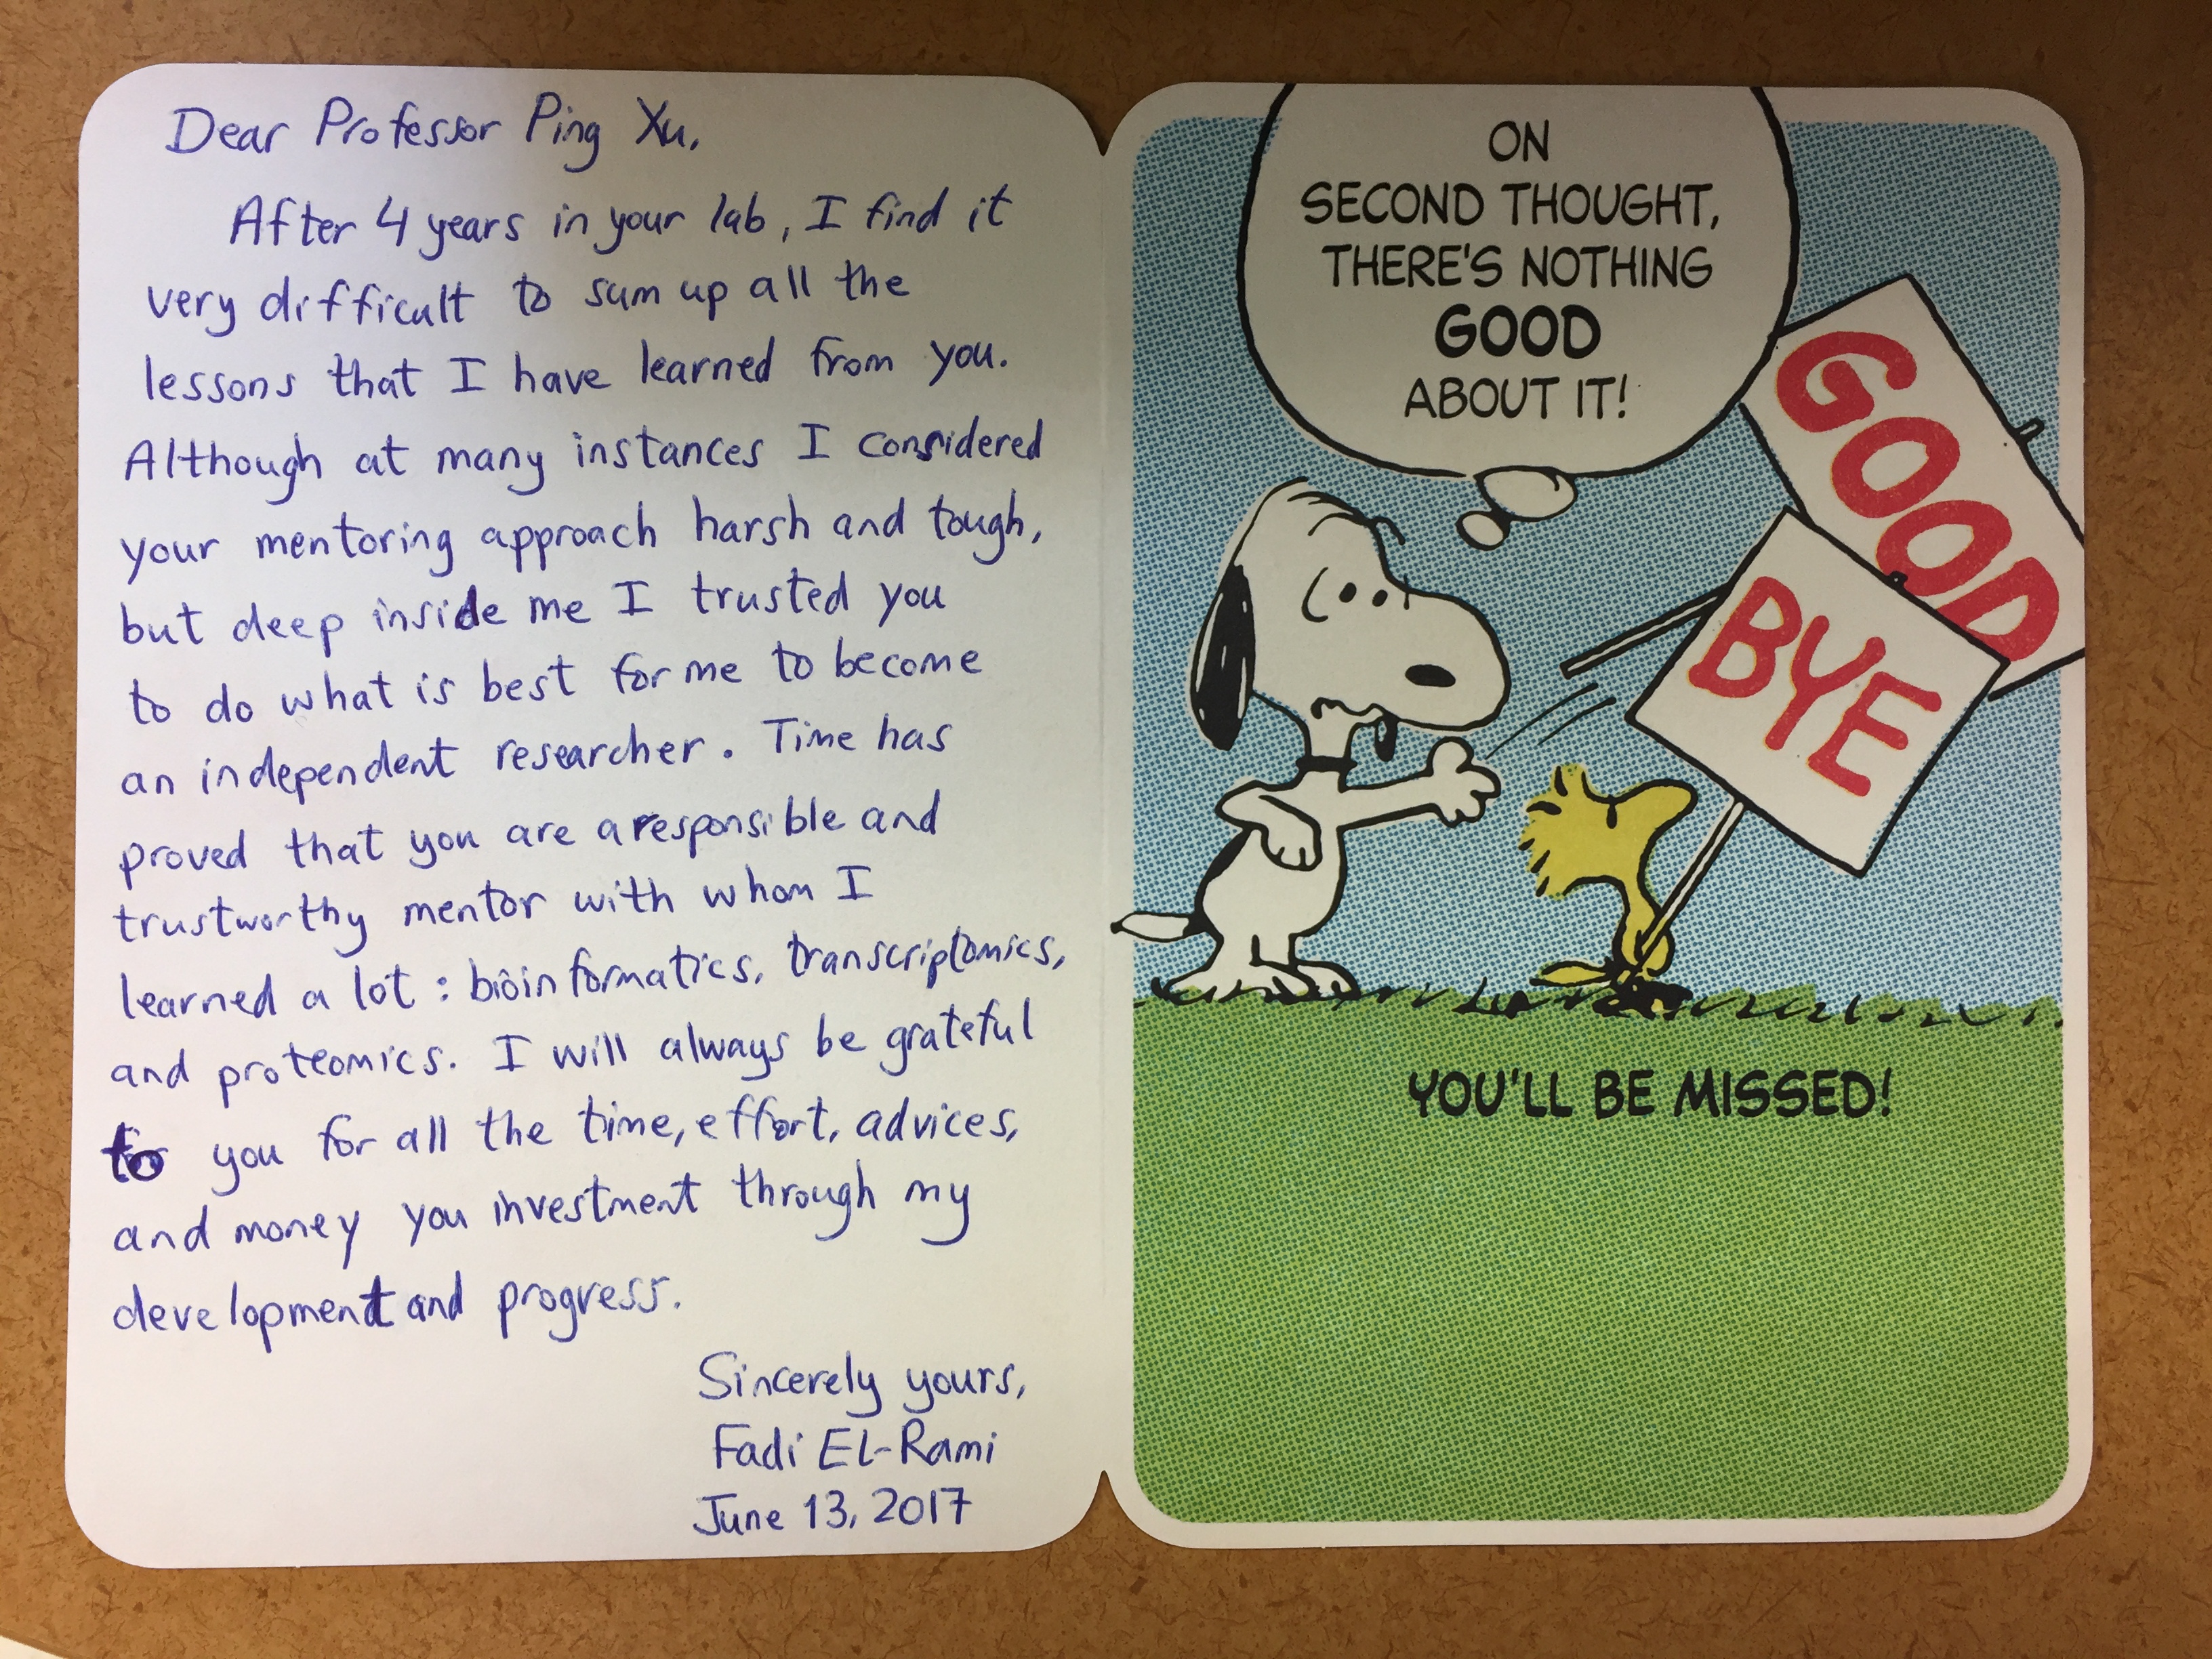 Dear Professor Ping Xu,
After 4 years in your lab, I find it
very difficult to sum up all the
lessons that I have learned from you.
Although at many instances I considered
your mentoring approach harsh and tough,
but deep inside me I trusted you
to do what is best for me to become
an independent researcher. Time has
proved that you are a responsible and
trustworthy mentor with whom I
learned a lot: bioinformatics, transcriptomics,
and proteomics. I will always be grateful
to you for all the time, effort, advices,
and money you investment through my
development and progress.
Sincerely yours,
Fadi El-Rami
June 13, 2017
ON
SECOND THOUGHT,
THERE'S NOTHING
GOOD
ABOUT IT!
GOOD
BYE
YOU'LL BE MISSED!